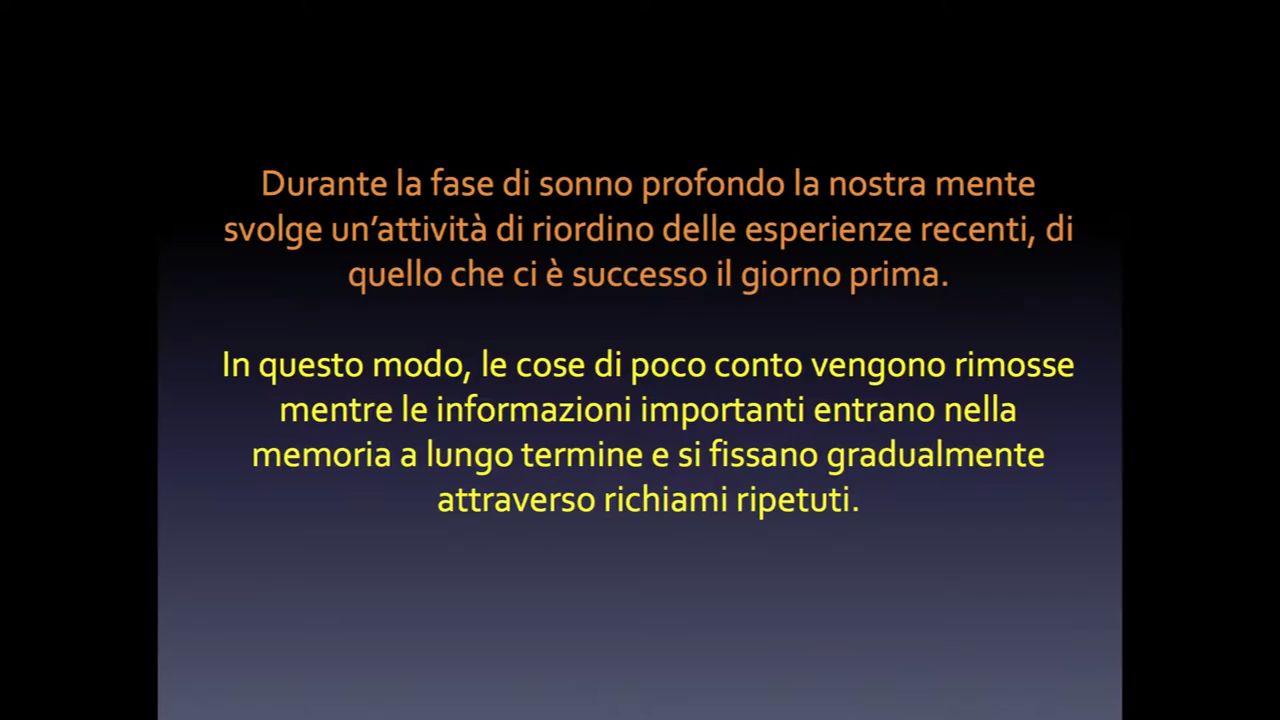 Durante la fase di sonno profondo la nostra mente
svolge un’attività di riordino delle esperienze recenti, di
quello che ci è successo il giorno prima.
In questo modo, le cose di poco conto vengono rimosse
mentre le informazioni importanti entrano nella
memoria a lungo termine e si fissano gradualmente
attraverso richiami ripetuti.